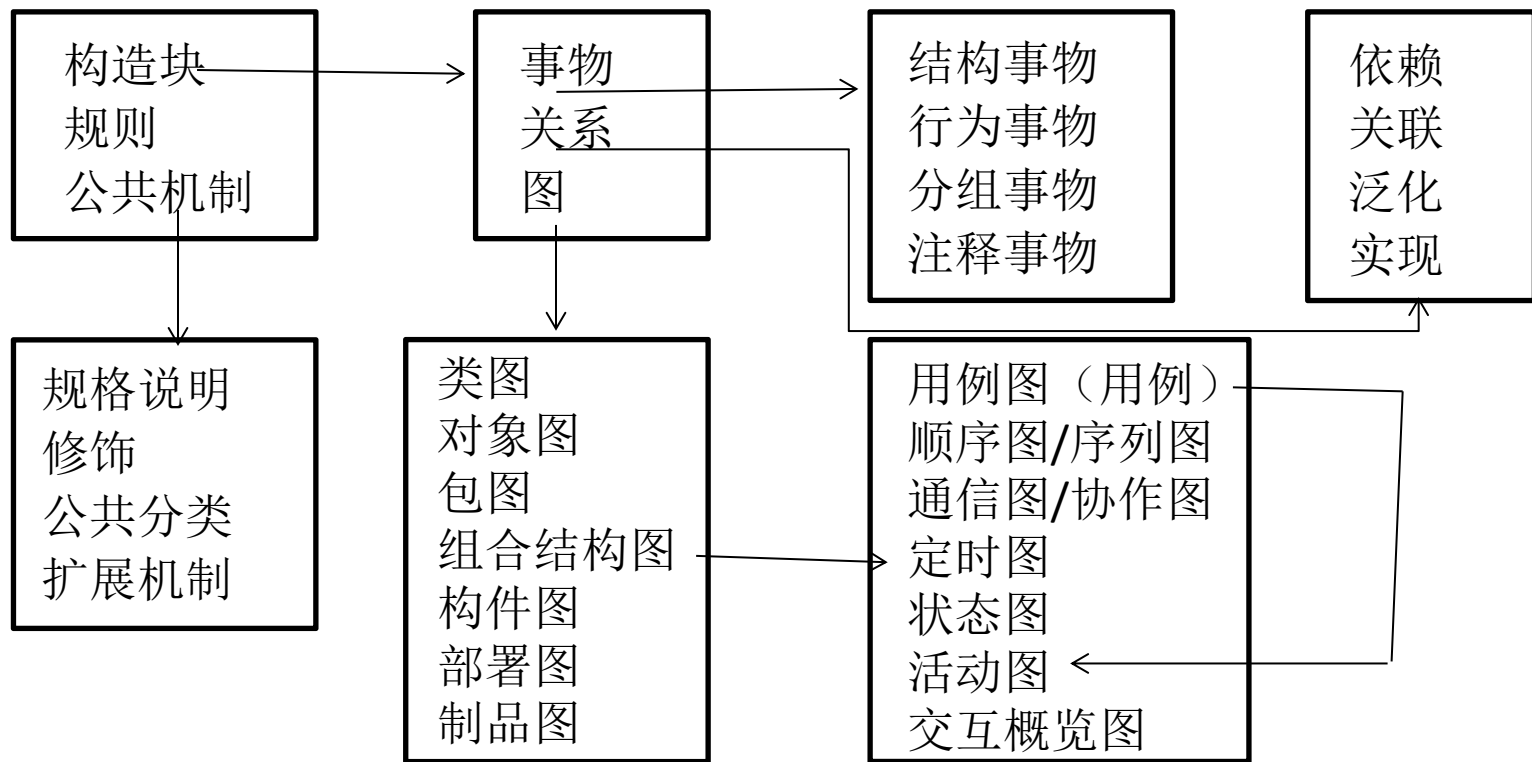 构造块
规则
公共机制
事物
关系
图
结构事物
行为事物
分组事物
注释事物
依赖
关联
泛化
实现
规格说明
修饰
公共分类
扩展机制
类图
对象图
包图
组合结构图
构件图
部署图
制品图
用例图（用例）
顺序图/序列图
通信图/协作图
定时图
状态图
活动图
交互概览图